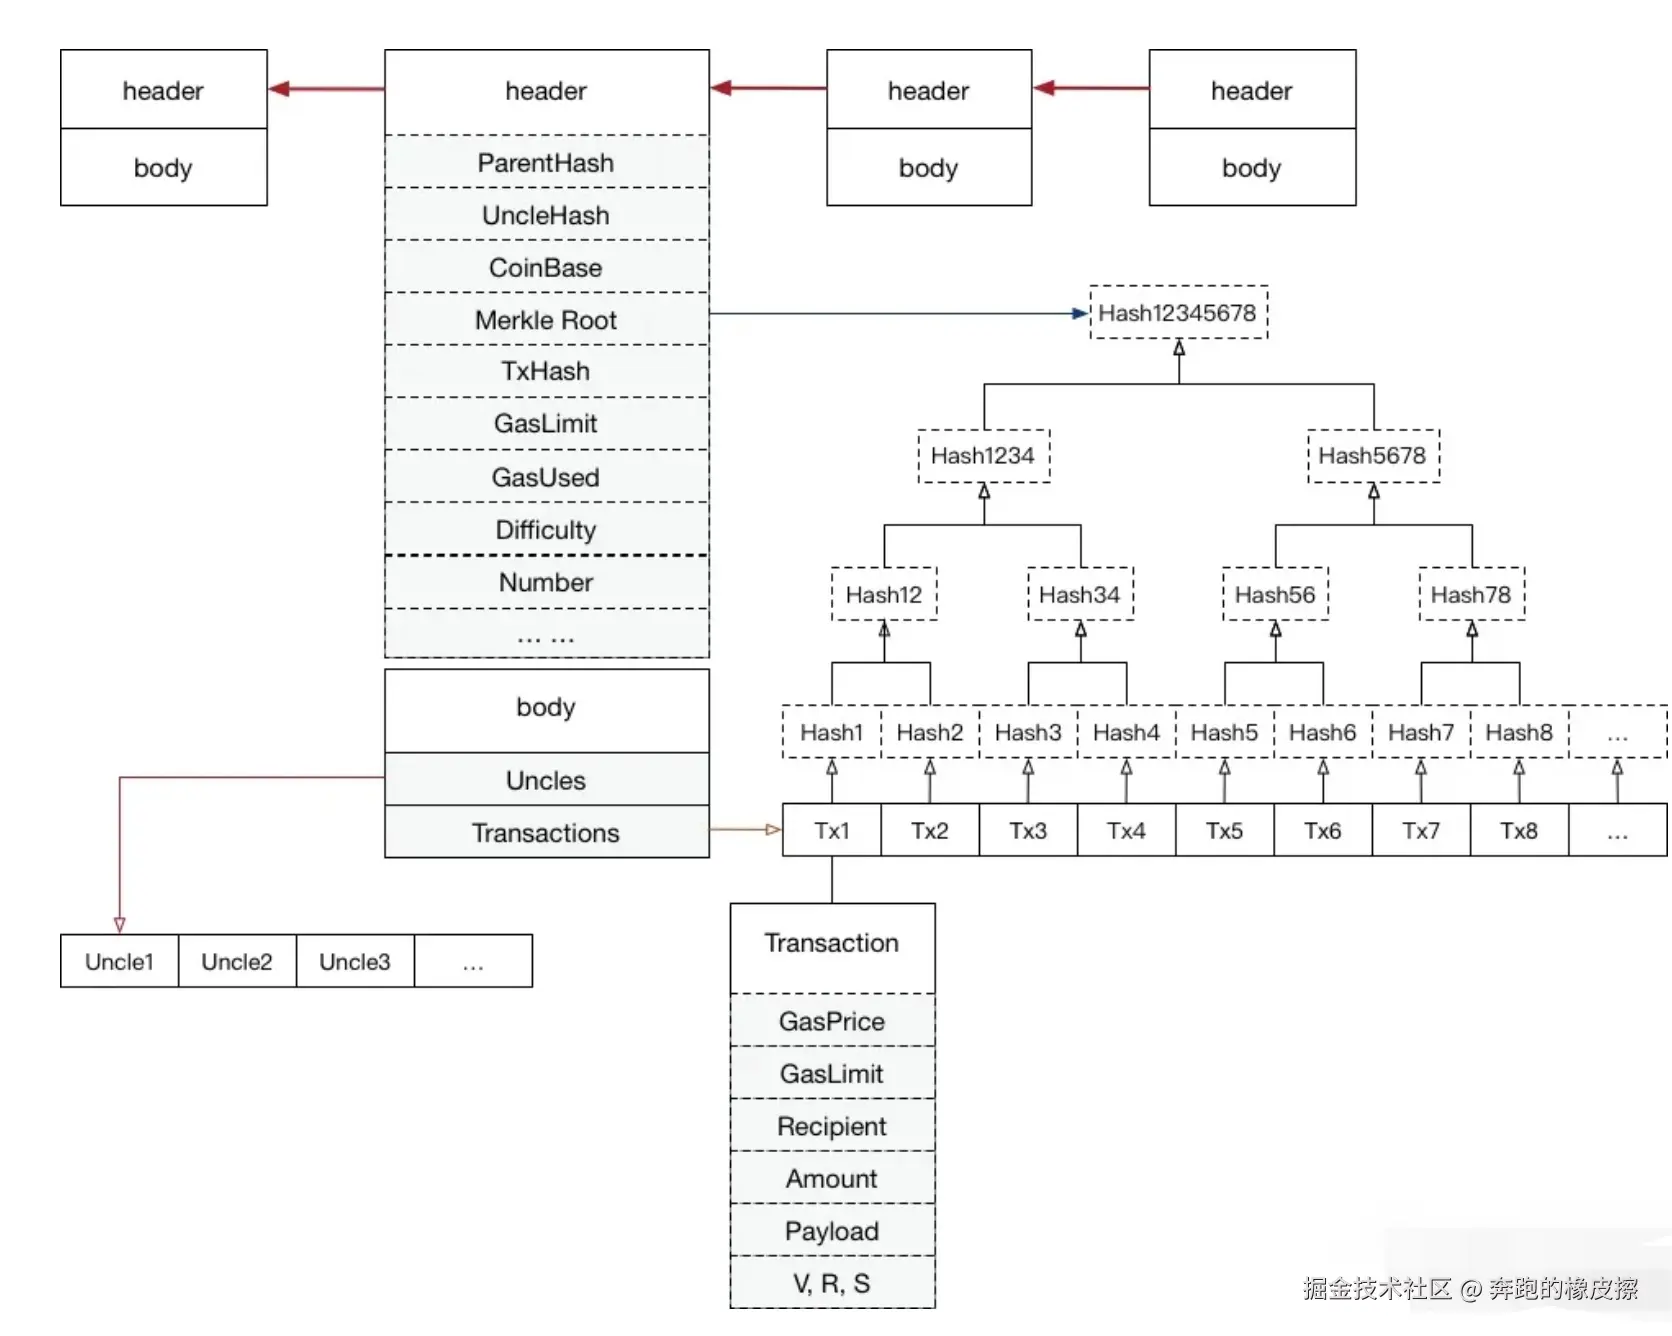 header
header
header
header
body
body
body
ParentHash
UncleHash
CoinBase
Merkle Root
TxHash
GasLimit
GasUsed
Difficulty
Number
... ...
body
Uncles
Transactions
Hash12345678
Hash1234
Hash5678
Hash12
Hash34
Hash56
Hash78
Hash1
Hash2
Hash3
Hash4
Hash5
Hash6
Hash7
Hash8
...
Tx1
Tx2
Tx3
Tx4
Tx5
Tx6
Tx7
Tx8
...
Uncle1
Uncle2
Uncle3
...
Transaction
GasPrice
GasLimit
Recipient
Amount
Payload
V, R, S
掘金技术社区 @ 奔跑的橡皮擦